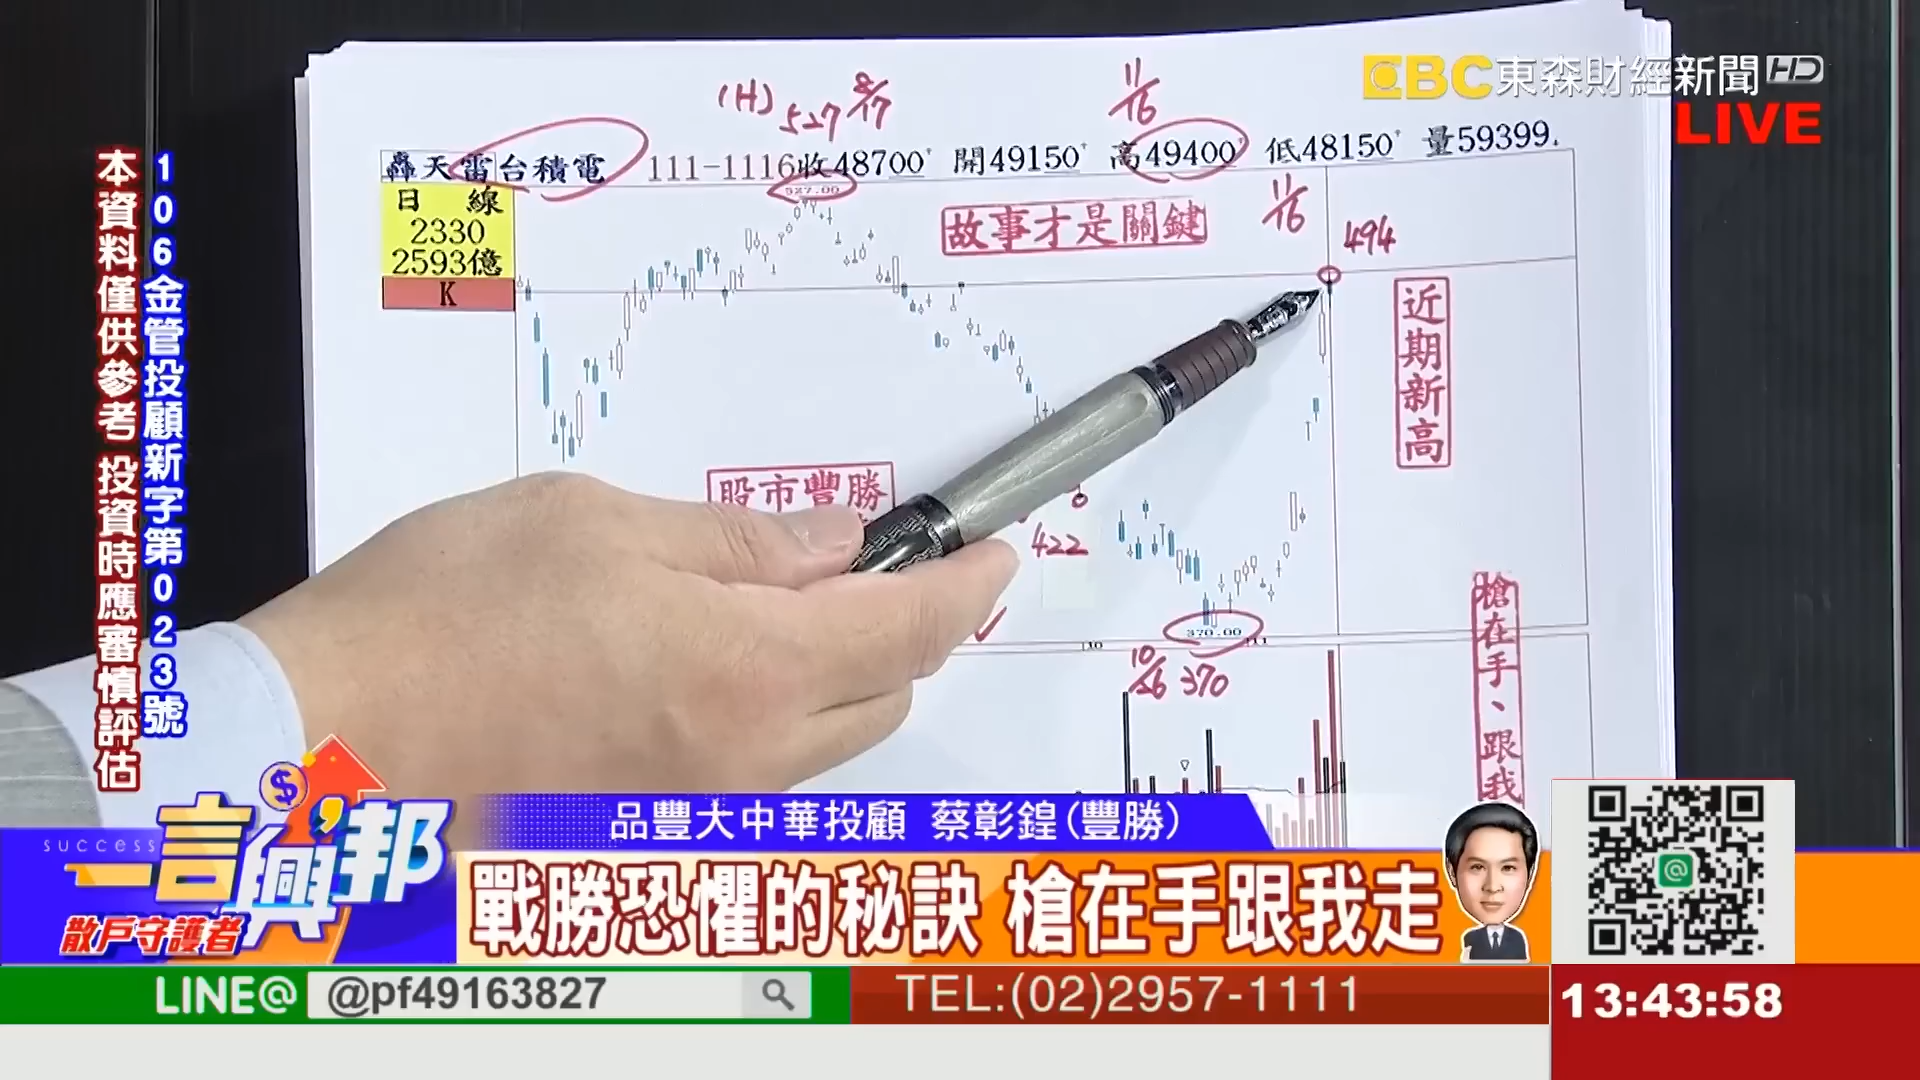 EBC東森財經新聞HD
LIVE
(H) 527 8/17
11/16
轟天雷台積電 111-1116收48700 開49150 高49400 低48150 量59399.
日 線
2330
2593億
K
527.00
故事才是關鍵
11/16
494
近期新高
股市豐勝
422
370.00
10
11
10/26 370
槍在手、跟我
本資料僅供參考 投資時應審慎評估
106金管投顧新字第023號
success
一言興邦
散戶守護者
品豐大中華投顧 蔡彰鍠(豐勝)
戰勝恐懼的秘訣 槍在手跟我走
LINE@ @pf49163827
TEL:(02)2957-1111
13:43:58